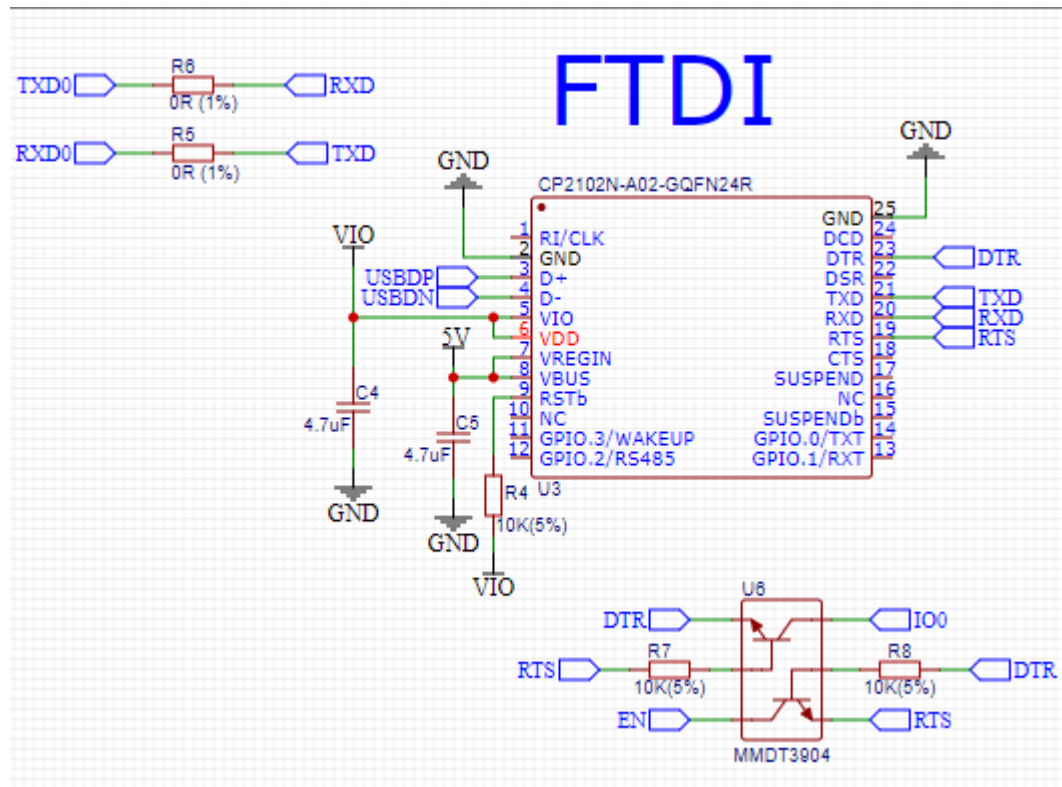 FTDI
R6
TXD0 RXD
0R (1%)
R5
RXD0 TXD
0R (1%)
GND
GND
CP2102N-A02-GQFN24R
VIO
USBDP
USBDN
5V
1 RI/CLK
2 GND
3 D+
4 D-
5 VIO
6 VDD
7 VREGIN
8 VBUS
9 RSTb
10 NC
11 GPIO.3/WAKEUP
12 GPIO.2/RS485
GND 25
DCD 24
DTR 23 DTR
DSR 22
TXD 21 TXD
RXD 20 RXD
RTS 19 RTS
CTS 18
SUSPEND 17
NC 16
SUSPENDb 15
GPIO.0/TXT 14
GPIO.1/RXT 13
U3
C4
4.7uF
GND
C5
4.7uF
GND
R4
10K(5%)
VIO
U6
DTR IO0
R7 R8
RTS DTR
10K(5%) 10K(5%)
EN RTS
MMDT3904